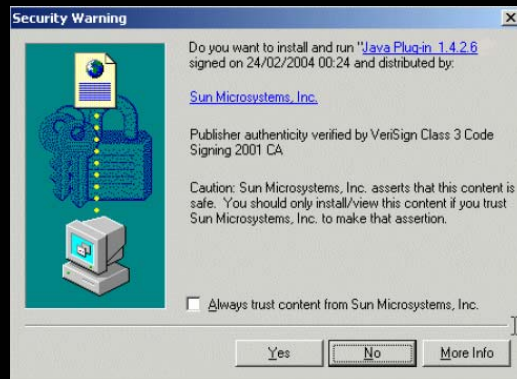 Security Warning
Do you want to install and run "Java Plug-in 1.4.2.6
signed on 24/02/2004 00:24 and distributed by:
Sun Microsystems, Inc.
Publisher authenticity verified by VeriSign Class 3 Code
Signing 2001 CA
Caution: Sun Microsystems, Inc. asserts that this content is
safe. You should only install/view this content if you trust
Sun Microsystems, Inc. to make that assertion.
Always trust content from Sun Microsystems, Inc.
Yes No More Info